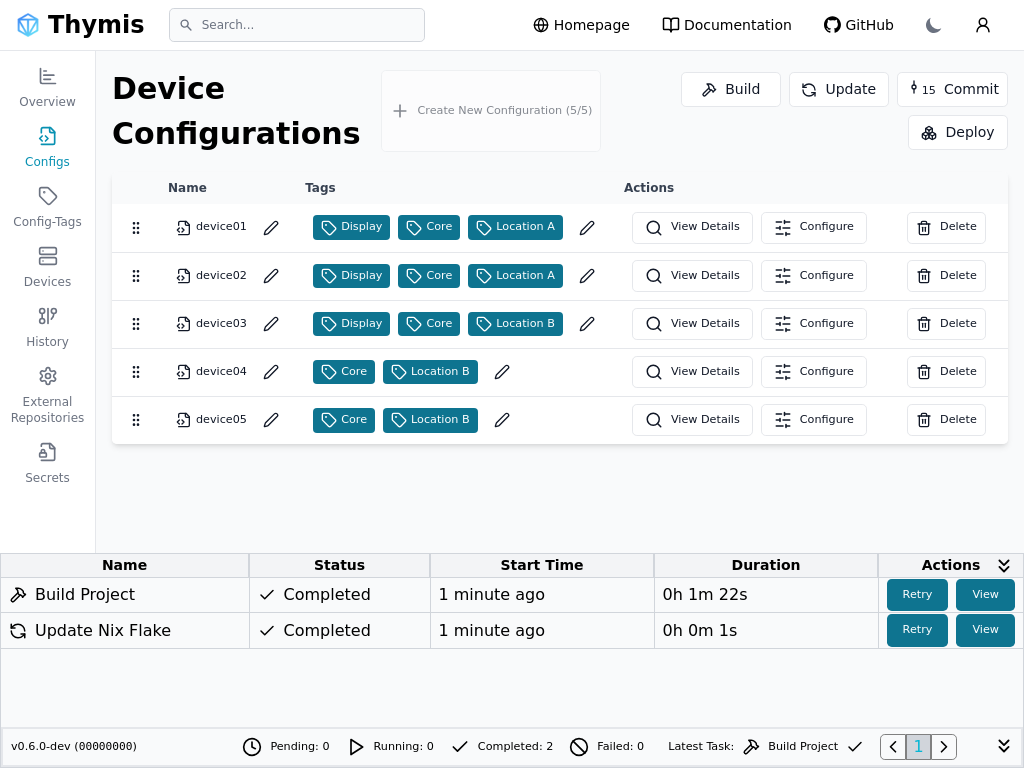 Thymis
Search...
Homepage
Documentation
GitHub
Overview
Configs
Config-Tags
Devices
History
External
Repositories
Secrets
Device
Configurations
Create New Configuration (5/5)
Build
Update
15 Commit
Deploy
Name Tags Actions
device01 Display Core Location A View Details Configure Delete
device02 Display Core Location A View Details Configure Delete
device03 Display Core Location B View Details Configure Delete
device04 Core Location B View Details Configure Delete
device05 Core Location B View Details Configure Delete
Name Status Start Time Duration Actions
Build Project Completed 1 minute ago 0h 1m 22s Retry View
Update Nix Flake Completed 1 minute ago 0h 0m 1s Retry View
v0.6.0-dev (00000000) Pending: 0 Running: 0 Completed: 2 Failed: 0 Latest Task: Build Project 1